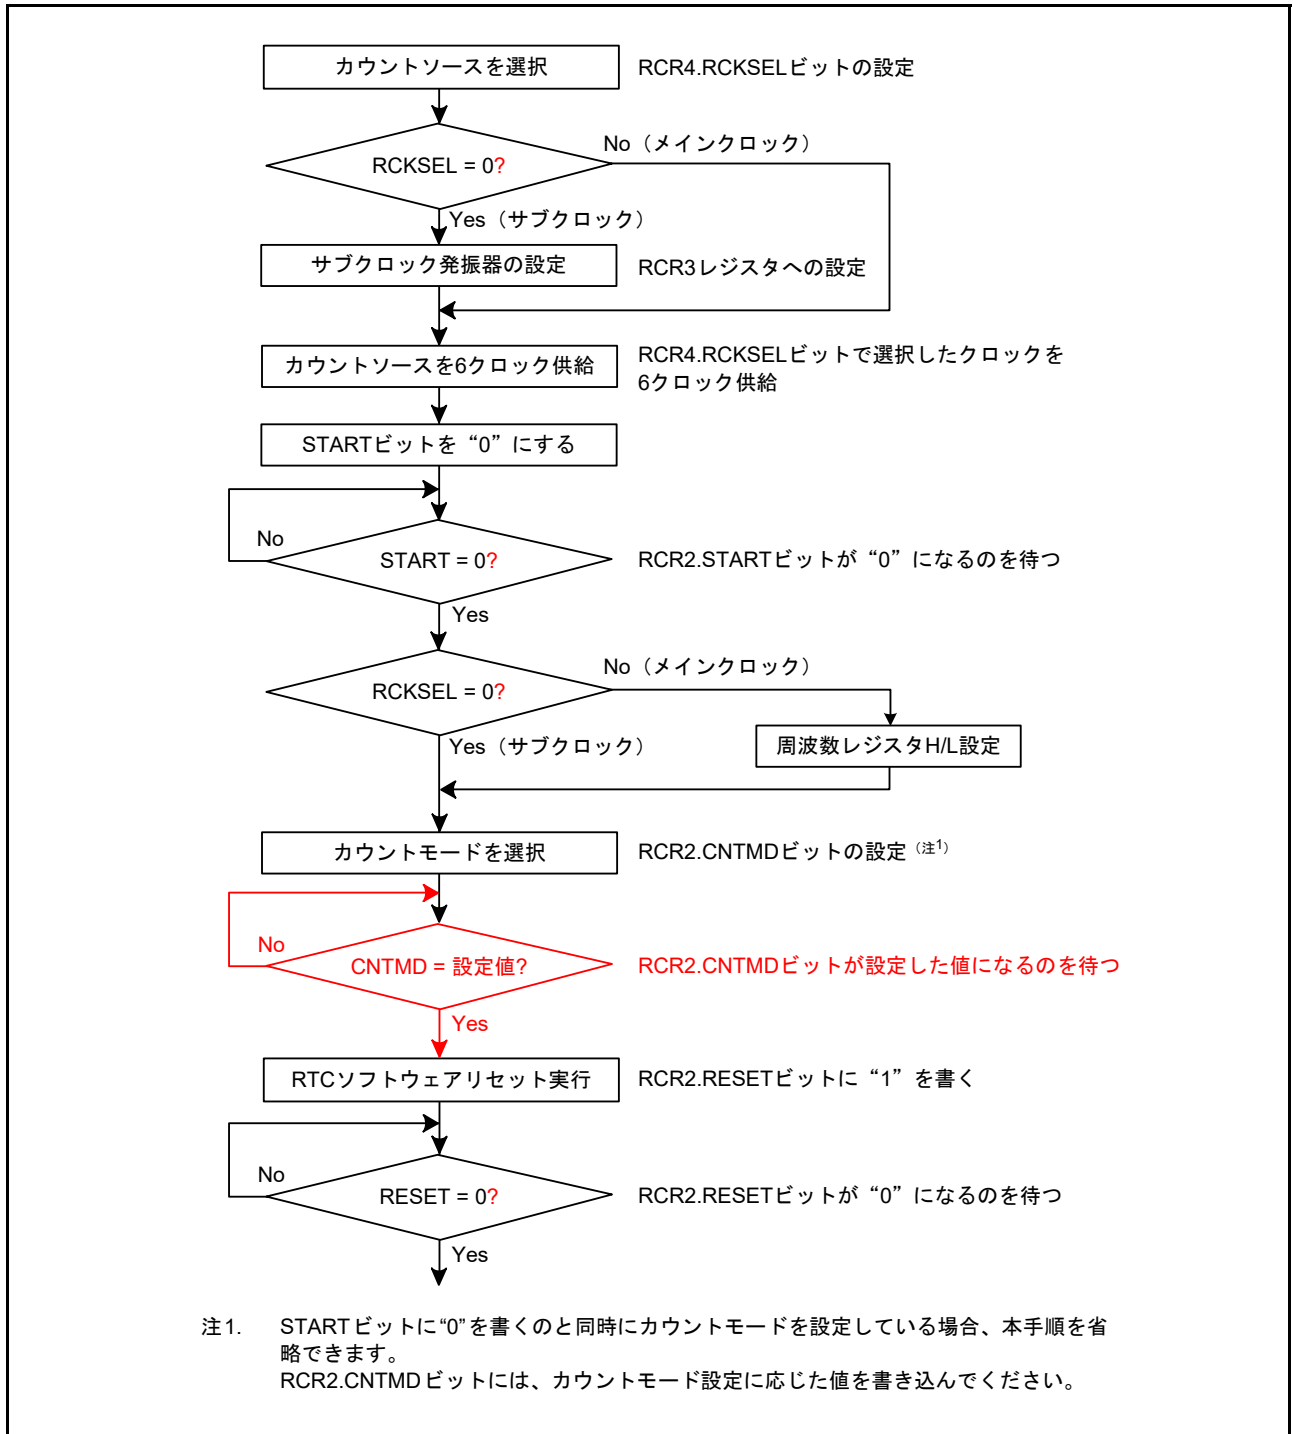 カウントソースを選択
RCR4.RCKSELビットの設定
RCKSEL = 0?
No（メインクロック）
Yes（サブクロック）
サブクロック発振器の設定
RCR3レジスタへの設定
カウントソースを6クロック供給
RCR4.RCKSELビットで選択したクロックを
6クロック供給
STARTビットを“0”にする
No
START = 0?
RCR2.STARTビットが“0”になるのを待つ
Yes
RCKSEL = 0?
No（メインクロック）
Yes（サブクロック）
周波数レジスタH/L設定
カウントモードを選択
RCR2.CNTMDビットの設定（注1）
No
CNTMD = 設定値?
RCR2.CNTMDビットが設定した値になるのを待つ
Yes
RTCソフトウェアリセット実行
RCR2.RESETビットに“1”を書く
No
RESET = 0?
RCR2.RESETビットが“0”になるのを待つ
Yes
注1. STARTビットに“0”を書くのと同時にカウントモードを設定している場合、本手順を省
略できます。
RCR2.CNTMDビットには、カウントモード設定に応じた値を書き込んでください。